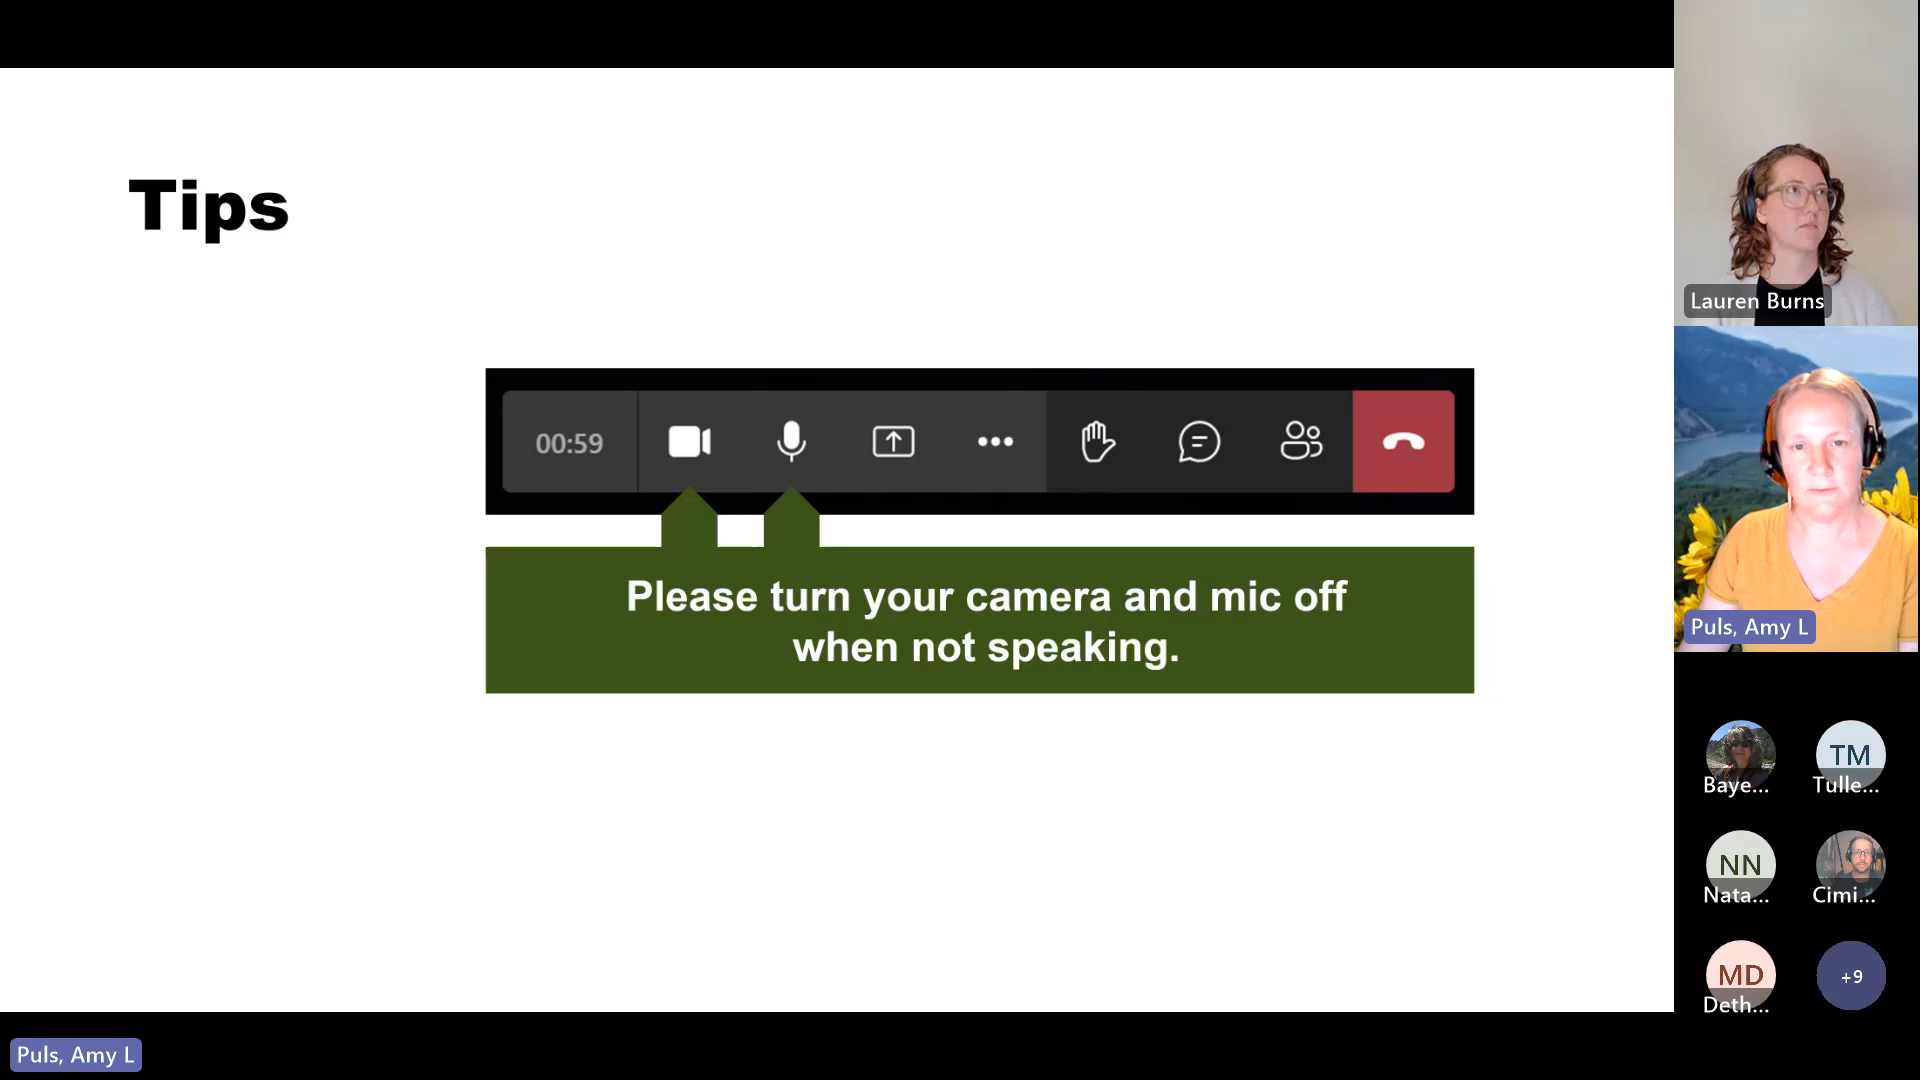 Tips
00:59
Please turn your camera and mic off
when not speaking.
Lauren Burns
Puls, Amy L
TM
Baye...
Tulle...
NN
Nata...
Cimi...
MD
+9
Deth...
Puls, Amy L